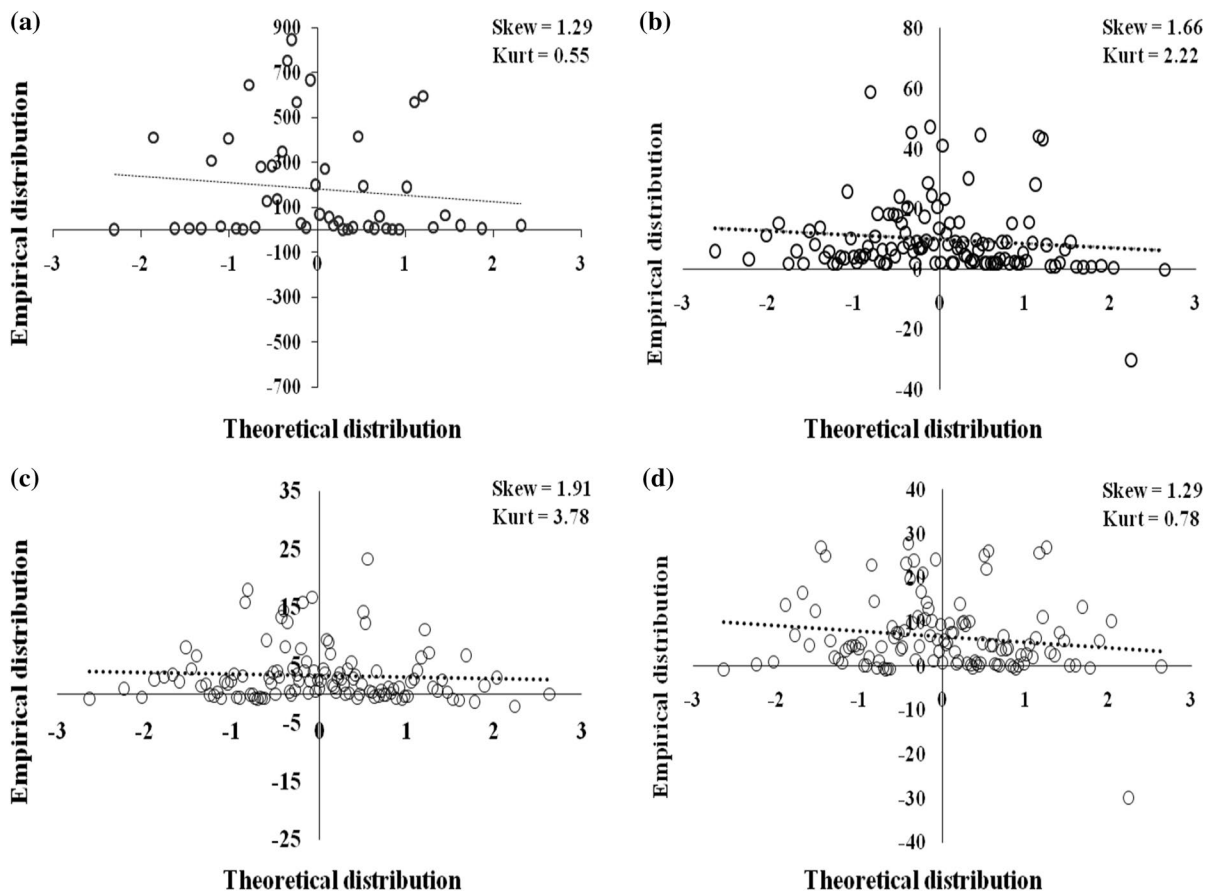 (a)
Skew = 1.29
Kurt = 0.55
900
700
500
300
100
-100
-300
-500
-700
-3 -2 -1 0 1 2 3
Empirical distribution
Theoretical distribution
(b)
Skew = 1.66
Kurt = 2.22
80
60
40
20
0
-20
-40
-3 -2 -1 0 1 2 3
Empirical distribution
Theoretical distribution
(c)
Skew = 1.91
Kurt = 3.78
35
25
15
5
-5
-15
-25
-3 -2 -1 0 1 2 3
Empirical distribution
Theoretical distribution
(d)
Skew = 1.29
Kurt = 0.78
40
30
20
10
0
-10
-20
-30
-40
-3 -2 -1 0 1 2 3
Empirical distribution
Theoretical distribution